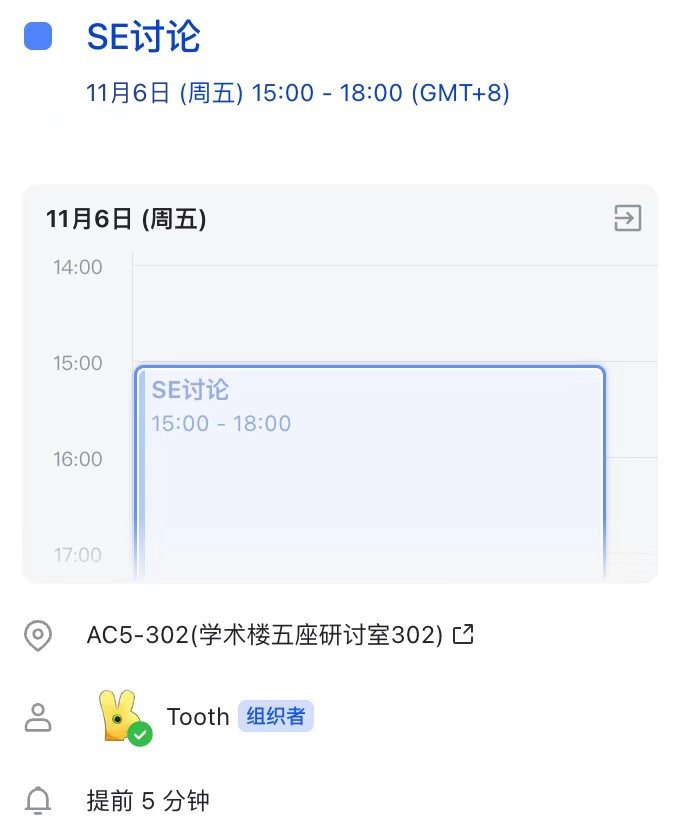 SE讨论
11月6日 (周五) 15:00 - 18:00 (GMT+8)
11月6日 (周五)
14:00
15:00
SE讨论
15:00 - 18:00
16:00
17:00
AC5-302(学术楼五座研讨室302)
Tooth 组织者
提前 5 分钟